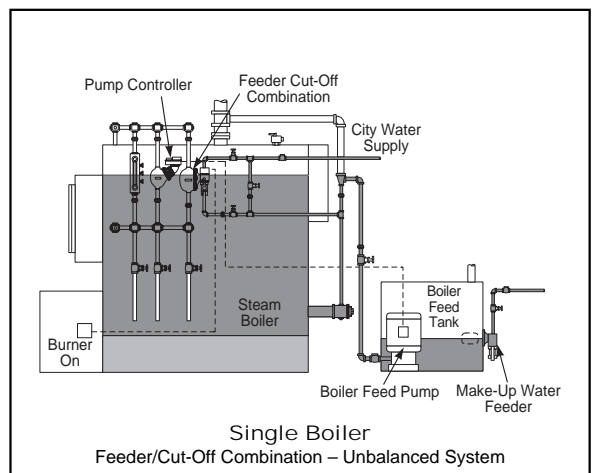 Pump Controller
Feeder Cut-Off
Combination
City Water
Supply
Steam
Boiler
Boiler
Feed
Tank
Burner
On
Boiler Feed Pump
Make-Up Water
Feeder
Single Boiler
Feeder/Cut-Off Combination – Unbalanced System